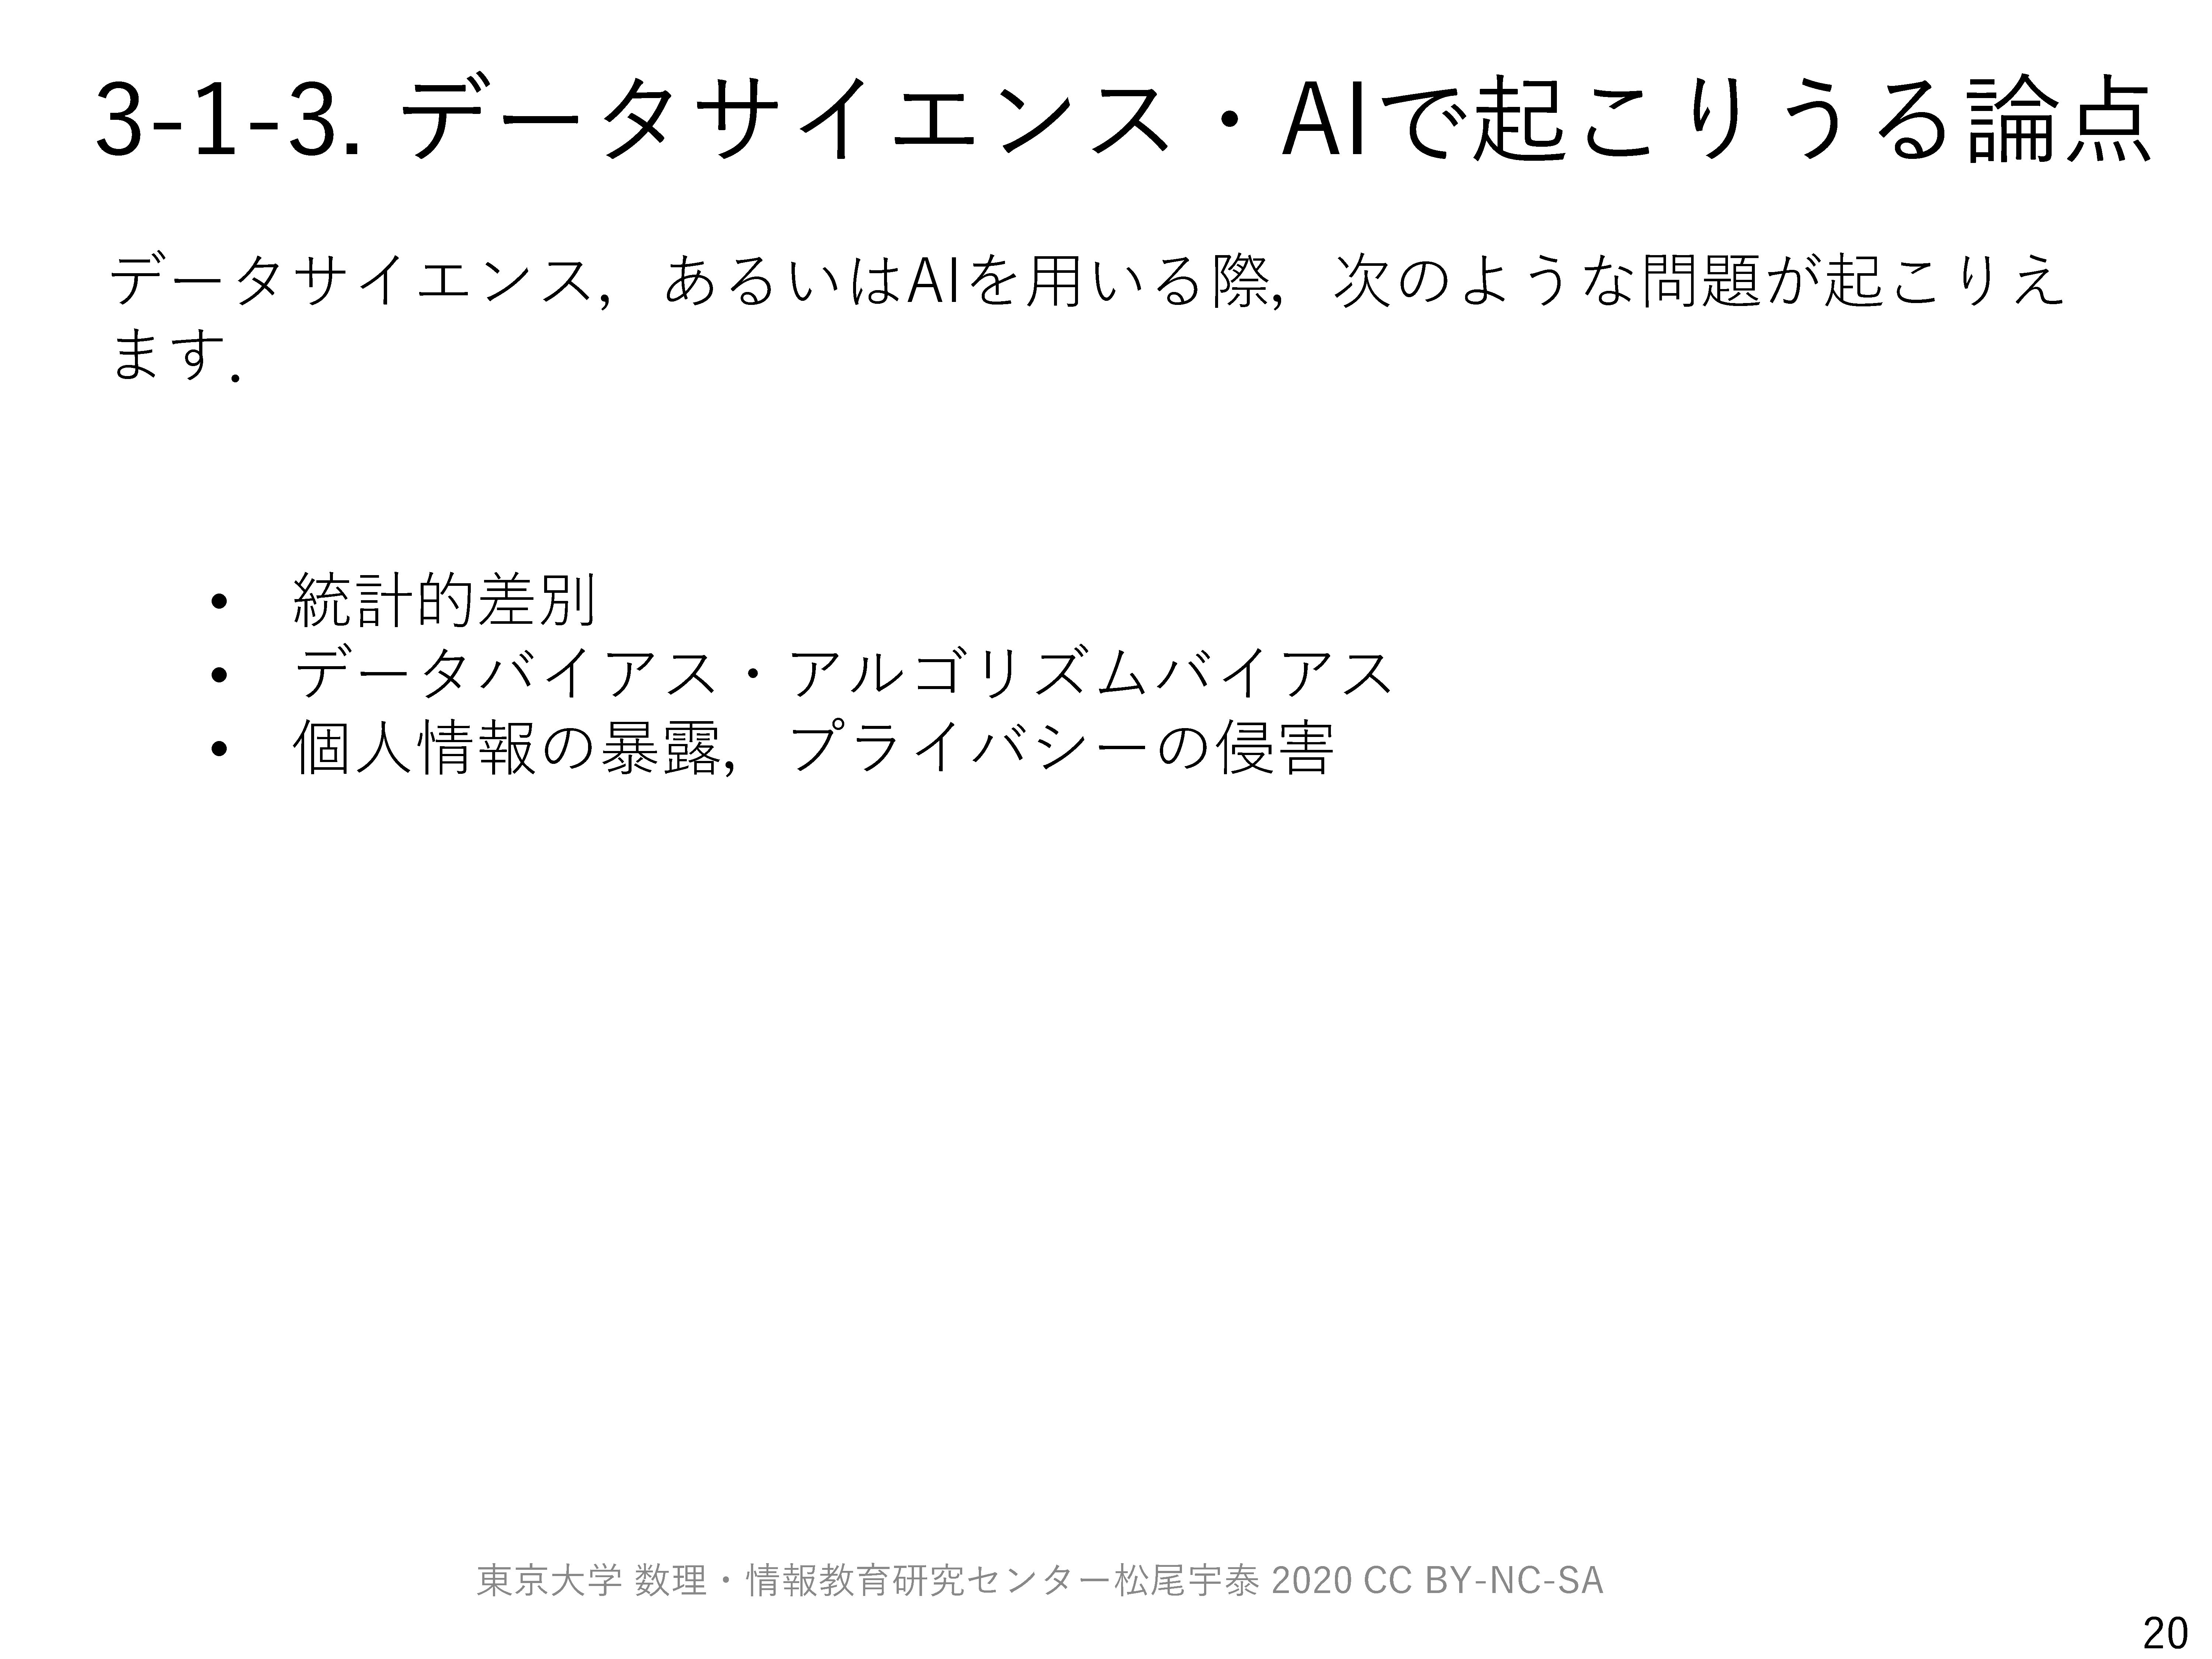 3-1-3. データサイエンス・AIで起こりうる論点
データサイエンス，あるいはAIを用いる際，次のような問題が起こりえ
ます．
• 統計的差別
• データバイアス・アルゴリズムバイアス
• 個人情報の暴露，プライバシーの侵害
東京大学 数理・情報教育研究センター松尾宇泰 2020 CC BY-NC-SA
20